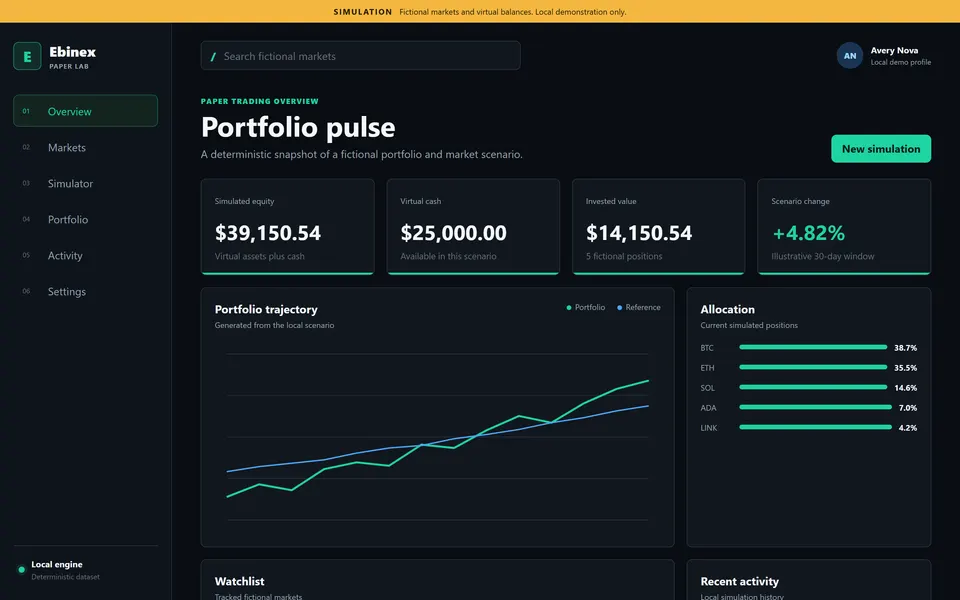 SIMULATION Fictional markets and virtual balances. Local demonstration only.
E
Ebinex
PAPER LAB
/ Search fictional markets
AN
Avery Nova
Local demo profile
01 Overview
02 Markets
03 Simulator
04 Portfolio
05 Activity
06 Settings
Local engine
Deterministic dataset
PAPER TRADING OVERVIEW
Portfolio pulse
A deterministic snapshot of a fictional portfolio and market scenario.
New simulation
Simulated equity
$39,150.54
Virtual assets plus cash
Virtual cash
$25,000.00
Available in this scenario
Invested value
$14,150.54
5 fictional positions
Scenario change
+4.82%
Illustrative 30-day window
Portfolio trajectory
Generated from the local scenario
Portfolio Reference
Allocation
Current simulated positions
BTC 38.7%
ETH 35.5%
SOL 14.6%
ADA 7.0%
LINK 4.2%
Watchlist
Tracked fictional markets
Recent activity
Local simulation history